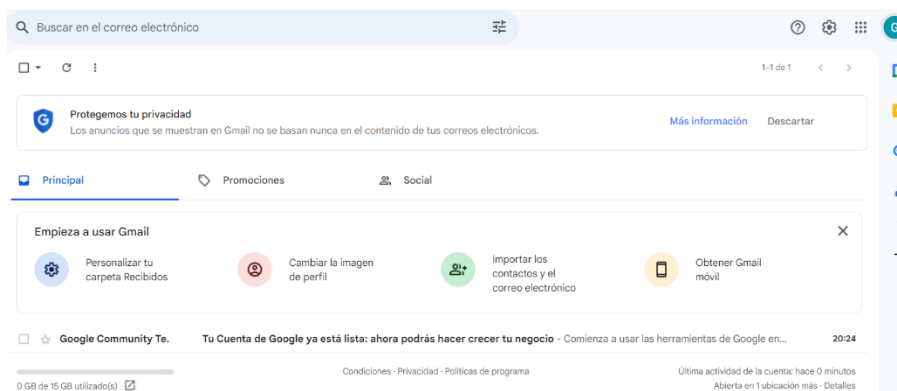 Buscar en el correo electrónico
G
1–1 de 1
Protegemos tu privacidad
Los anuncios que se muestran en Gmail no se basan nunca en el contenido de tus correos electrónicos.
Más información
Descartar
Principal
Promociones
Social
Empieza a usar Gmail
Personalizar tu
carpeta Recibidos
Cambiar la imagen
de perfil
Importar los
contactos y el
correo electrónico
Obtener Gmail
móvil
Google Community Te. Tu Cuenta de Google ya está lista: ahora podrás hacer crecer tu negocio - Comienza a usar las herramientas de Google en... 20:24
0 GB de 15 GB utilizado(s)
Condiciones · Privacidad · Políticas de programa
Última actividad de la cuenta: hace 0 minutos
Abierta en 1 ubicación más · Detalles